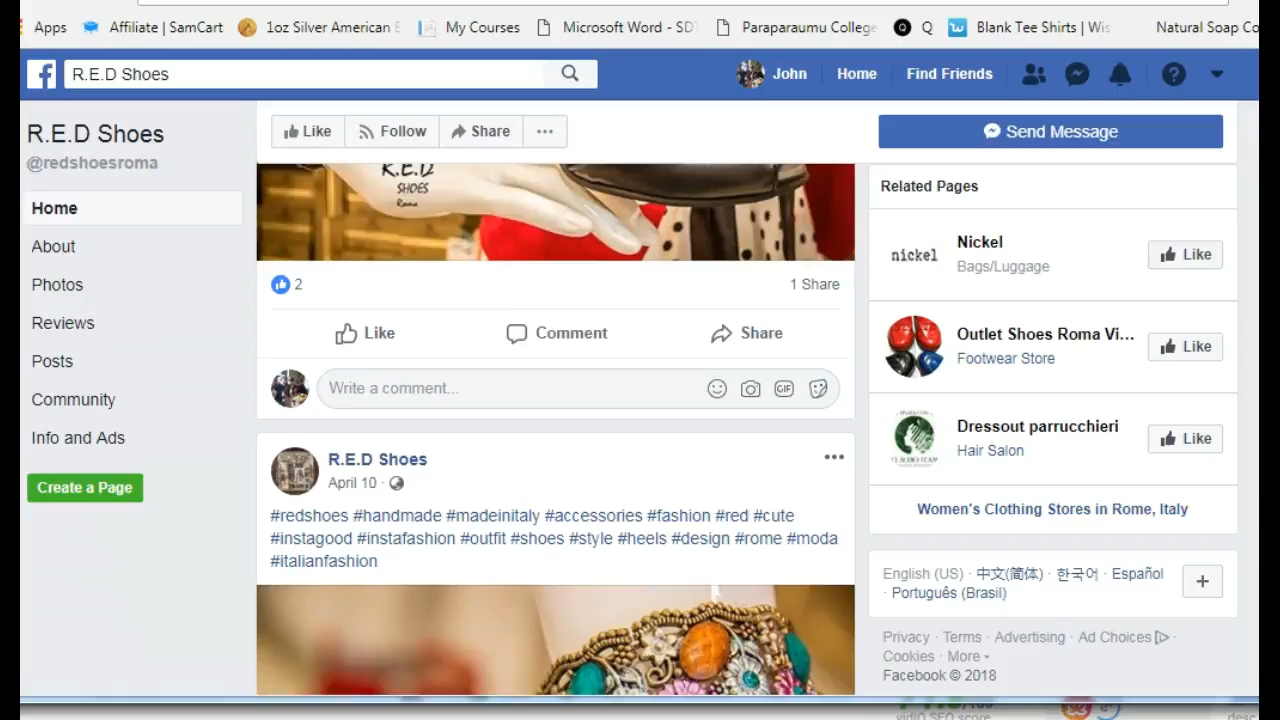 Apps Affiliate | SamCart 1oz Silver American E My Courses Microsoft Word - SD Paraparaumu College Q Blank Tee Shirts | Wis Natural Soap Co
R.E.D Shoes
John Home Find Friends
R.E.D Shoes
@redshoesroma
Home
About
Photos
Reviews
Posts
Community
Info and Ads
Create a Page
Like Follow Share ...
Send Message
R.E.D
SHOES
Roma
2
1 Share
Like Comment Share
Write a comment...
GIF
R.E.D Shoes
April 10 ·
#redshoes #handmade #madeinitaly #accessories #fashion #red #cute
#instagood #instafashion #outfit #shoes #style #heels #design #rome #moda
#italianfashion
Related Pages
nickel
Nickel
Bags/Luggage
Like
Outlet Shoes Roma Vi...
Footwear Store
Like
Dressout parrucchieri
Hair Salon
Like
Women's Clothing Stores in Rome, Italy
English (US) · 中文(简体) · 한국어 · Español
· Português (Brasil)
Privacy · Terms · Advertising · Ad Choices ·
Cookies · More
Facebook © 2018
vidIQ SEO score
desc